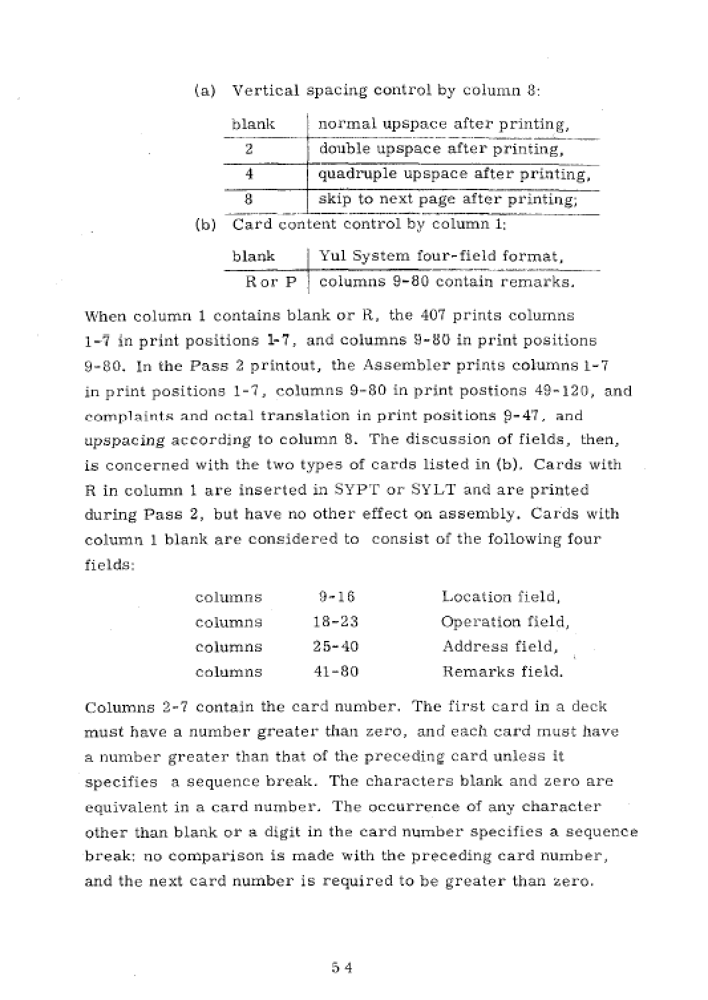 (a) Vertical spacing control by column 8:
blank normal upspace after printing,
2 double upspace after printing,
4 quadruple upspace after printing,
8 skip to next page after printing;
(b) Card content control by column 1:
blank Yul System four-field format,
R or P columns 9-80 contain remarks.
When column 1 contains blank or R, the 407 prints columns
1-7 in print positions 1-7, and columns 9-80 in print positions
9-80. In the Pass 2 printout, the Assembler prints columns 1-7
in print positions 1-7, columns 9-80 in print postions 49-120, and
complaints and octal translation in print positions 9-47, and
upspacing according to column 8. The discussion of fields, then,
is concerned with the two types of cards listed in (b). Cards with
R in column 1 are inserted in SYPT or SYLT and are printed
during Pass 2, but have no other effect on assembly. Cards with
column 1 blank are considered to consist of the following four
fields:
columns 9-16 Location field,
columns 18-23 Operation field,
columns 25-40 Address field,
columns 41-80 Remarks field.
Columns 2-7 contain the card number. The first card in a deck
must have a number greater than zero, and each card must have
a number greater than that of the preceding card unless it
specifies a sequence break. The characters blank and zero are
equivalent in a card number. The occurrence of any character
other than blank or a digit in the card number specifies a sequence
break: no comparison is made with the preceding card number,
and the next card number is required to be greater than zero.
54